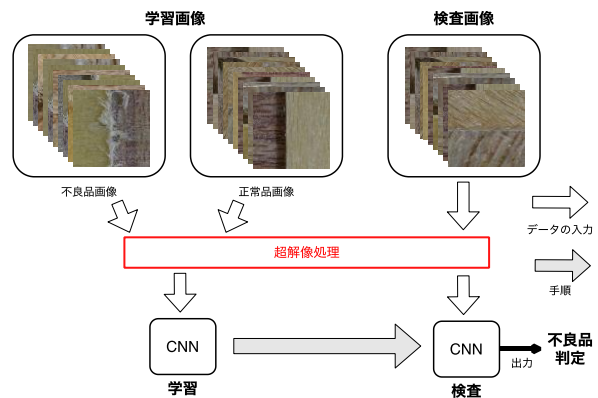 学習画像
検査画像
不良品画像
正常品画像
データの入力
超解像処理
手順
CNN
CNN
出力
不良品
判定
学習
検査